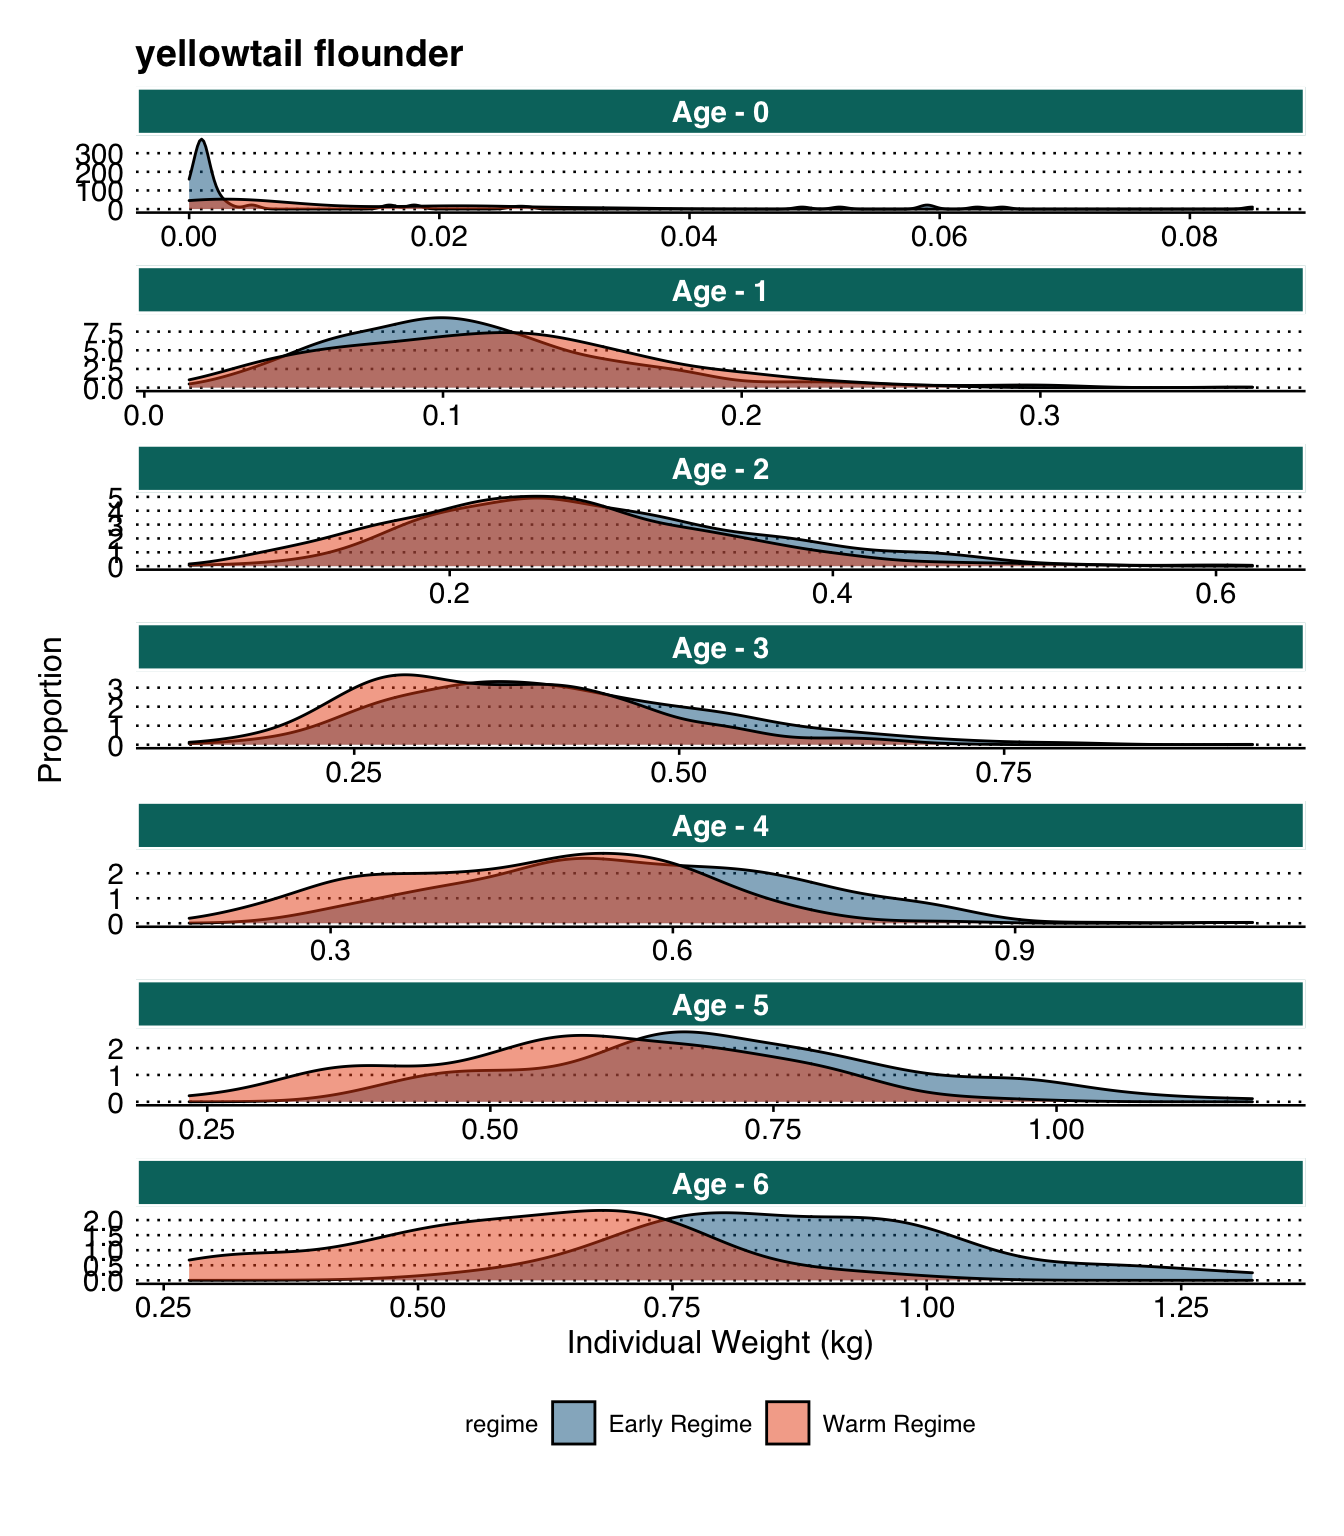 yellowtail flounder
Age - 0
300
200
100
0
0.00 0.02 0.04 0.06 0.08
Age - 1
7.5
5.0
2.5
0.0
0.0 0.1 0.2 0.3
Age - 2
5
4
3
2
1
0
0.2 0.4 0.6
Age - 3
3
2
1
0
0.25 0.50 0.75
Age - 4
2
1
0
0.3 0.6 0.9
Age - 5
2
1
0
0.25 0.50 0.75 1.00
Age - 6
2.0
1.5
1.0
0.5
0.0
0.25 0.50 0.75 1.00 1.25
Proportion
Individual Weight (kg)
regime Early Regime Warm Regime